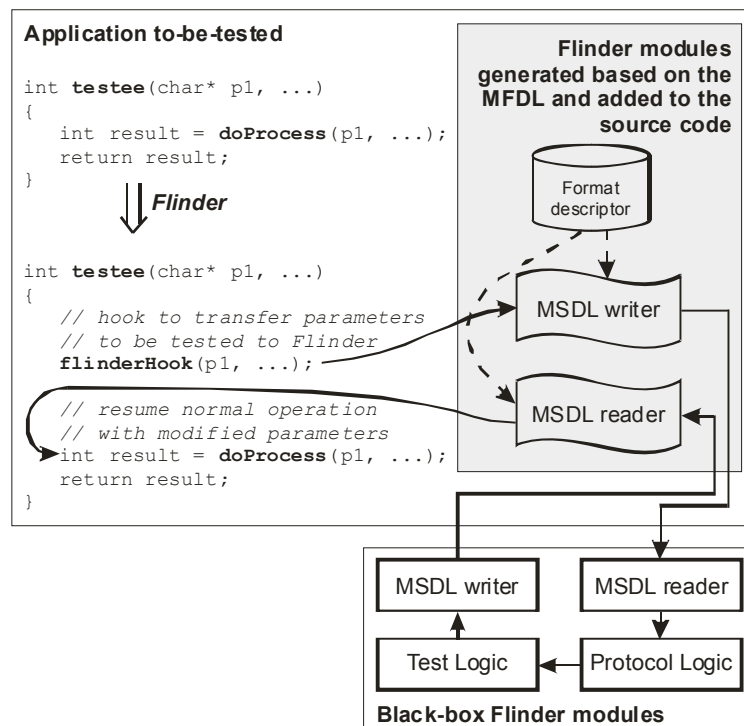 Application to-be-tested
int testee(char* p1, ...)
{
int result = doProcess(p1, ...);
return result;
}
Flinder
int testee(char* p1, ...)
{
// hook to transfer parameters
// to be tested to Flinder
flinderHook(p1, ...);
// resume normal operation
// with modified parameters
int result = doProcess(p1, ...);
return result;
}
Flinder modules
generated based on the
MFDL and added to the
source code
Format
descriptor
MSDL writer
MSDL reader
MSDL writer
MSDL reader
Test Logic
Protocol Logic
Black-box Flinder modules